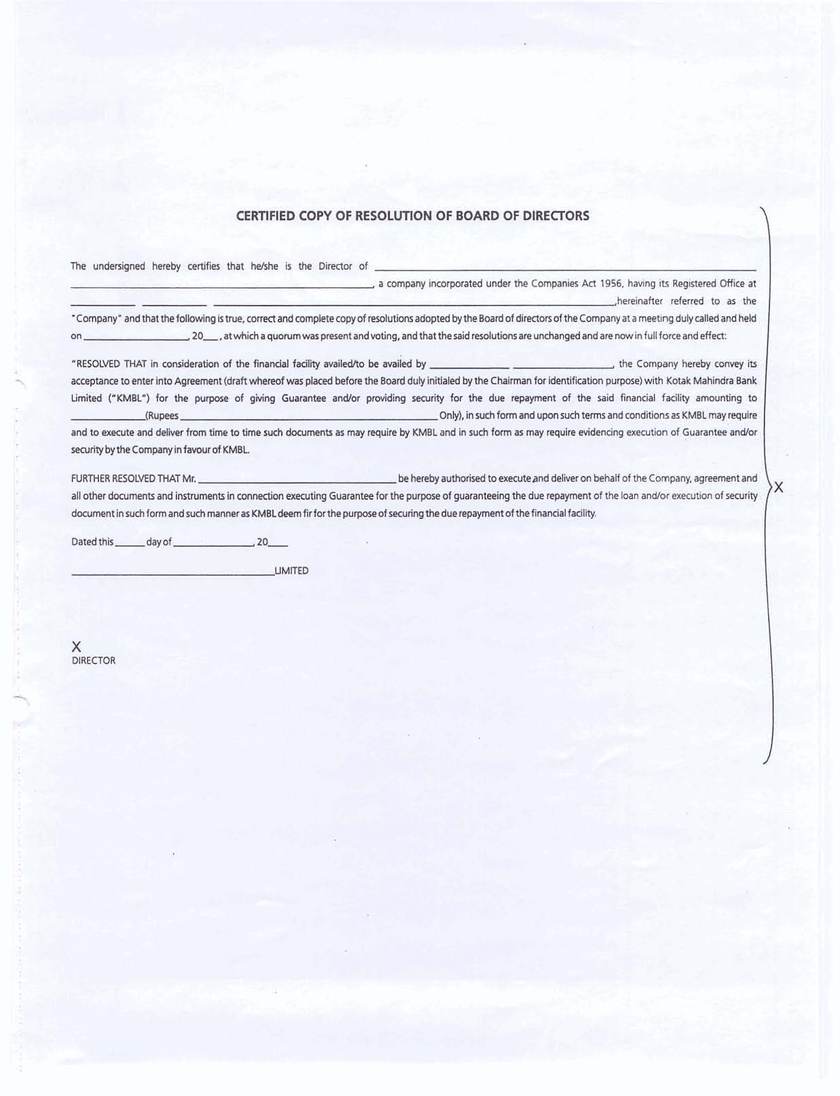 CERTIFIED COPY OF RESOLUTION OF BOARD OF DIRECTORS
The undersigned hereby certifies that he/she is the Director of ____________________
____________________, a company incorporated under the Companies Act 1956, having its Registered Office at
__________ __________ ____________________,hereinafter referred to as the
"Company" and that the following is true, correct and complete copy of resolutions adopted by the Board of directors of the Company at a meeting duly called and held
on ____________________, 20___, at which a quorum was present and voting, and that the said resolutions are unchanged and are now in full force and effect:
"RESOLVED THAT in consideration of the financial facility availed/to be availed by ____________ ____________, the Company hereby convey its
acceptance to enter into Agreement (draft whereof was placed before the Board duly initialed by the Chairman for identification purpose) with Kotak Mahindra Bank
Limited ("KMBL") for the purpose of giving Guarantee and/or providing security for the due repayment of the said financial facility amounting to
____________(Rupees ____________________ Only), in such form and upon such terms and conditions as KMBL may require
and to execute and deliver from time to time such documents as may require by KMBL and in such form as may require evidencing execution of Guarantee and/or
security by the Company in favour of KMBL.
FURTHER RESOLVED THAT Mr. ____________________ be hereby authorised to execute and deliver on behalf of the Company, agreement and
all other documents and instruments in connection executing Guarantee for the purpose of guaranteeing the due repayment of the loan and/or execution of security
X
document in such form and such manner as KMBL deem fir for the purpose of securing the due repayment of the financial facility.
Dated this _____ day of ____________, 20___
____________________LIMITED
X
DIRECTOR